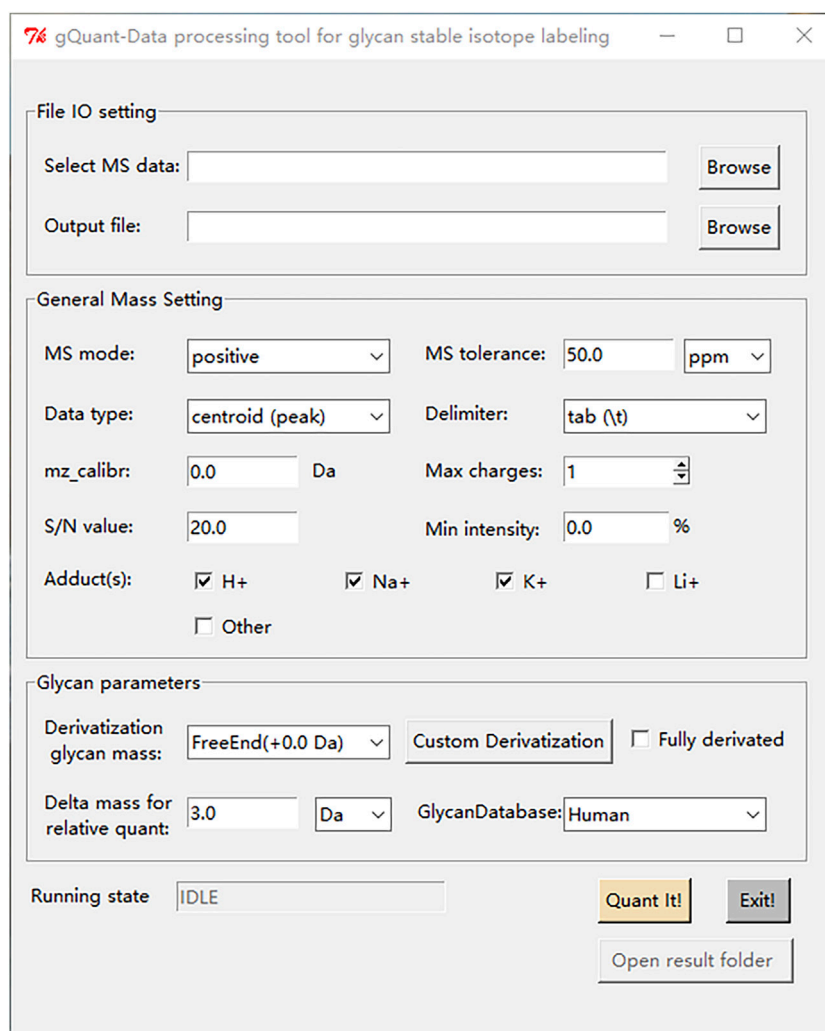 gQuant-Data processing tool for glycan stable isotope labeling
File IO setting
Select MS data: Browse
Output file: Browse
General Mass Setting
MS mode: positive MS tolerance: 50.0 ppm
Data type: centroid (peak) Delimiter: tab (\t)
mz_calibr: 0.0 Da Max charges: 1
S/N value: 20.0 Min intensity: 0.0 %
Adduct(s): H+ Na+ K+ Li+
Other
Glycan parameters
Derivatization
glycan mass: FreeEnd(+0.0 Da) Custom Derivatization Fully derivated
Delta mass for
relative quant: 3.0 Da GlycanDatabase: Human
Running state IDLE Quant It! Exit!
Open result folder